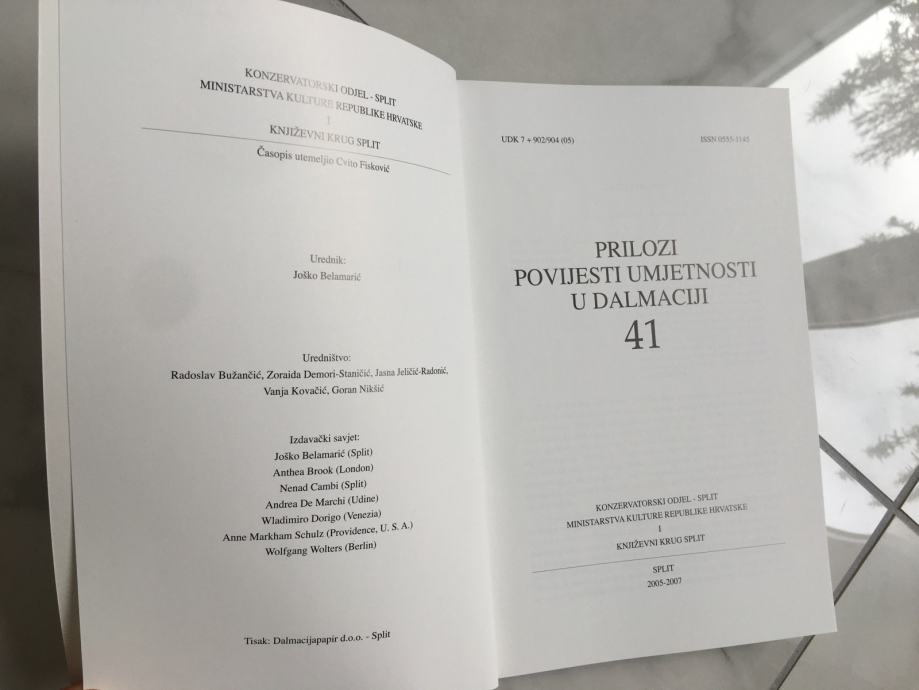 KONZERVATORSKI ODJEL - SPLIT
MINISTARSTVA KULTURE REPUBLIKE HRVATSKE
I
KNJIŽEVNI KRUG SPLIT
Časopis utemeljio Cvito Fisković
Urednik:
Joško Belamarić
Uredništvo:
Radoslav Bužančić, Zoraida Demori-Staničić, Jasna Jeličić-Radonić,
Vanja Kovačić, Goran Nikšić
Izdavački savjet:
Joško Belamarić (Split)
Anthea Brook (London)
Nenad Cambi (Split)
Andrea De Marchi (Udine)
Wladimiro Dorigo (Venezia)
Anne Markham Schulz (Providence, U. S. A.)
Wolfgang Wolters (Berlin)
Tisak: Dalmacijapapir d.o.o. - Split
UDK 7 + 902/904 (05)
ISSN 0555-1145
PRILOZI
POVIJESTI UMJETNOSTI
U DALMACIJI
41
KONZERVATORSKI ODJEL - SPLIT
MINISTARSTVA KULTURE REPUBLIKE HRVATSKE
I
KNJIŽEVNI KRUG SPLIT
SPLIT
2005-2007